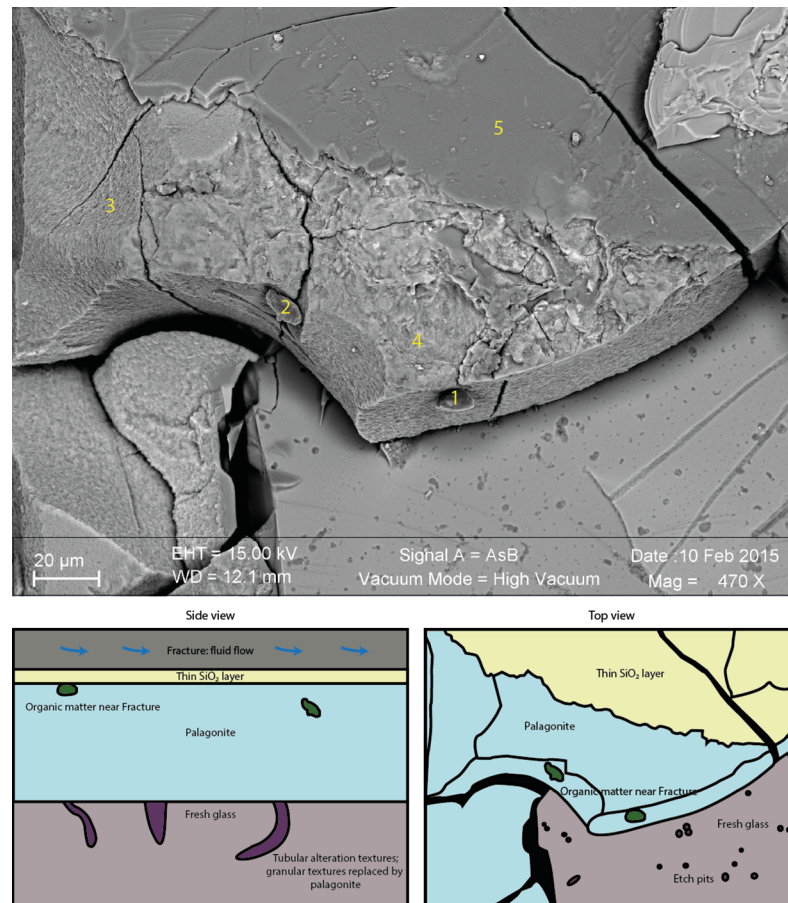 5
3
2
4
1
20 µm
EHT = 15.00 kV
WD = 12.1 mm
Signal A = AsB
Vacuum Mode = High Vacuum
Date :10 Feb 2015
Mag = 470 X
Side view
Fracture: fluid flow
Thin SiO₂ layer
Organic matter near Fracture
Palagonite
Fresh glass
Tubular alteration textures;
granular textures replaced by
palagonite
Top view
Thin SiO₂ layer
Palagonite
Organic matter near Fracture
Fresh glass
Etch pits